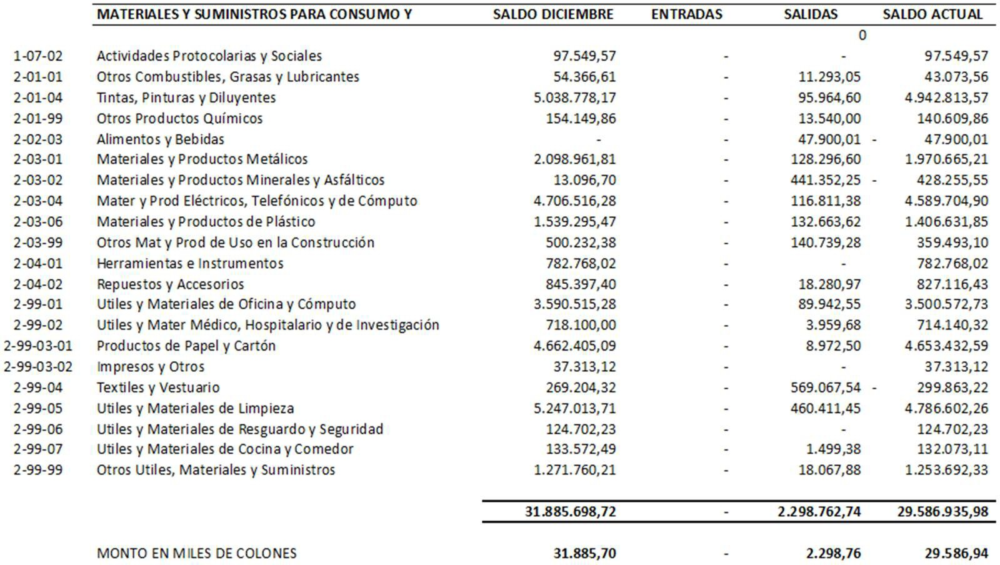 MATERIALES Y SUMINISTROS PARA CONSUMO Y SALDO DICIEMBRE ENTRADAS SALIDAS SALDO ACTUAL
0
1-07-02 Actividades Protocolarias y Sociales 97.549,57 - - 97.549,57
2-01-01 Otros Combustibles, Grasas y Lubricantes 54.366,61 - 11.293,05 43.073,56
2-01-04 Tintas, Pinturas y Diluyentes 5.038.778,17 - 95.964,60 4.942.813,57
2-01-99 Otros Productos Químicos 154.149,86 - 13.540,00 140.609,86
2-02-03 Alimentos y Bebidas - - 47.900,01 - 47.900,01
2-03-01 Materiales y Productos Metálicos 2.098.961,81 - 128.296,60 1.970.665,21
2-03-02 Materiales y Productos Minerales y Asfálticos 13.096,70 - 441.352,25 - 428.255,55
2-03-04 Mater y Prod Eléctricos, Telefónicos y de Cómputo 4.706.516,28 - 116.811,38 4.589.704,90
2-03-06 Materiales y Productos de Plástico 1.539.295,47 - 132.663,62 1.406.631,85
2-03-99 Otros Mat y Prod de Uso en la Construcción 500.232,38 - 140.739,28 359.493,10
2-04-01 Herramientas e Instrumentos 782.768,02 - - 782.768,02
2-04-02 Repuestos y Accesorios 845.397,40 - 18.280,97 827.116,43
2-99-01 Utiles y Materiales de Oficina y Cómputo 3.590.515,28 - 89.942,55 3.500.572,73
2-99-02 Utiles y Mater Médico, Hospitalario y de Investigación 718.100,00 - 3.959,68 714.140,32
2-99-03-01 Productos de Papel y Cartón 4.662.405,09 - 8.972,50 4.653.432,59
2-99-03-02 Impresos y Otros 37.313,12 - - 37.313,12
2-99-04 Textiles y Vestuario 269.204,32 - 569.067,54 - 299.863,22
2-99-05 Utiles y Materiales de Limpieza 5.247.013,71 - 460.411,45 4.786.602,26
2-99-06 Utiles y Materiales de Resguardo y Seguridad 124.702,23 - - 124.702,23
2-99-07 Utiles y Materiales de Cocina y Comedor 133.572,49 - 1.499,38 132.073,11
2-99-99 Otros Utiles, Materiales y Suministros 1.271.760,21 - 18.067,88 1.253.692,33
31.885.698,72 - 2.298.762,74 29.586.935,98
MONTO EN MILES DE COLONES 31.885,70 - 2.298,76 29.586,94